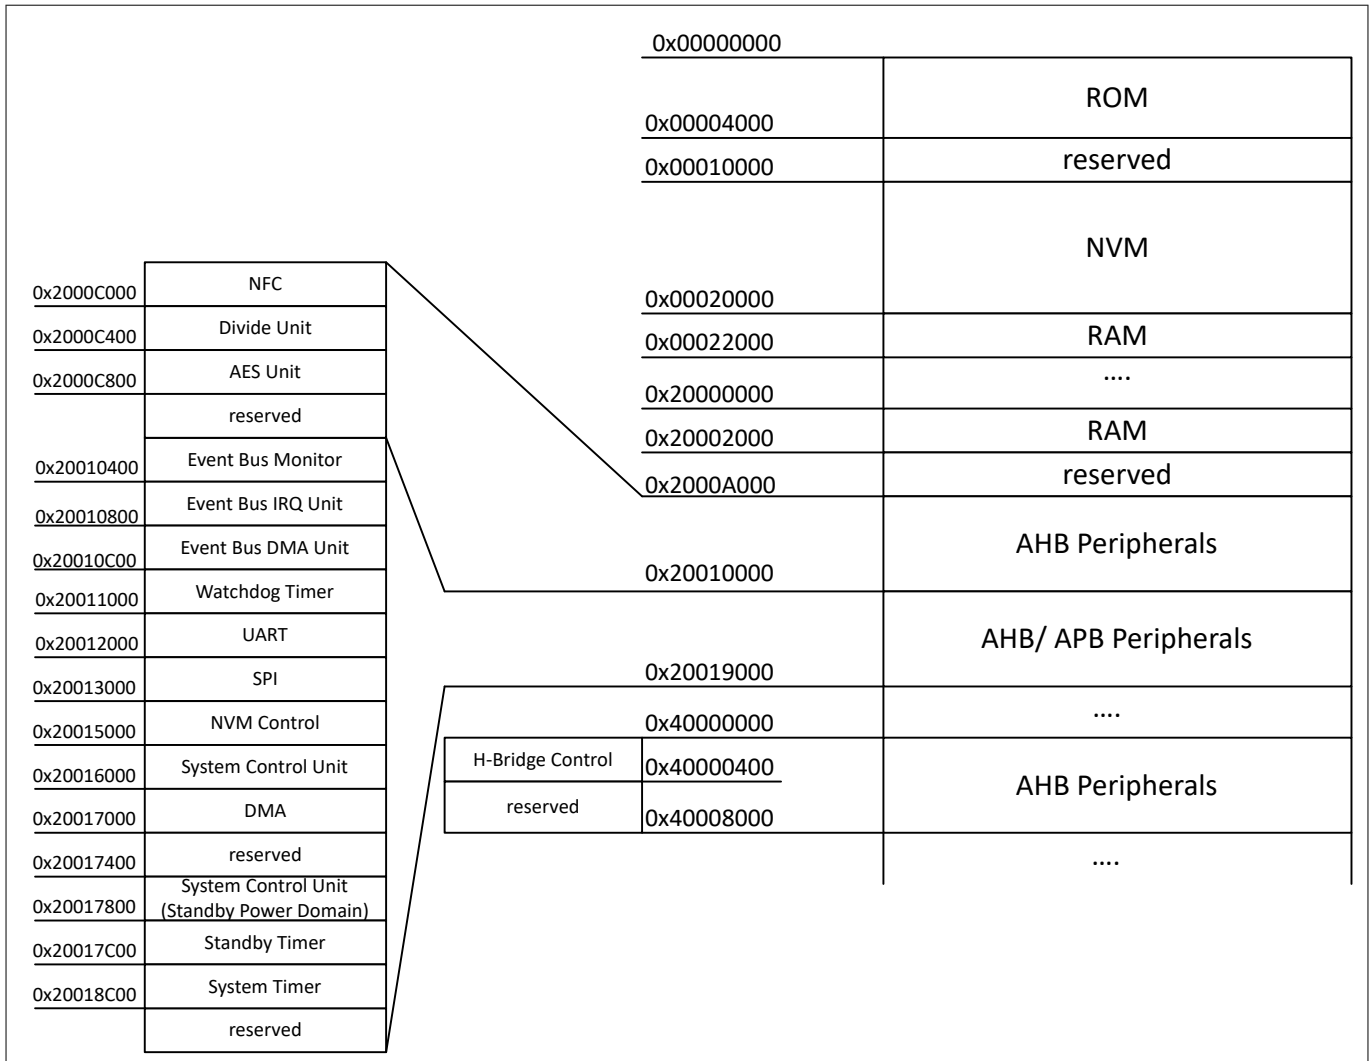 0x00000000
ROM
0x00004000
reserved
0x00010000
NVM
0x00020000
RAM
0x00022000
....
0x20000000
RAM
0x20002000
reserved
0x2000A000
AHB Peripherals
0x20010000
AHB/ APB Peripherals
0x20019000
....
0x40000000
H-Bridge Control
0x40000400
AHB Peripherals
reserved
0x40008000
....
NFC
0x2000C000
Divide Unit
0x2000C400
AES Unit
0x2000C800
reserved
Event Bus Monitor
0x20010400
Event Bus IRQ Unit
0x20010800
Event Bus DMA Unit
0x20010C00
Watchdog Timer
0x20011000
UART
0x20012000
SPI
0x20013000
NVM Control
0x20015000
System Control Unit
0x20016000
DMA
0x20017000
reserved
0x20017400
System Control Unit
(Standby Power Domain)
0x20017800
Standby Timer
0x20017C00
System Timer
0x20018C00
reserved